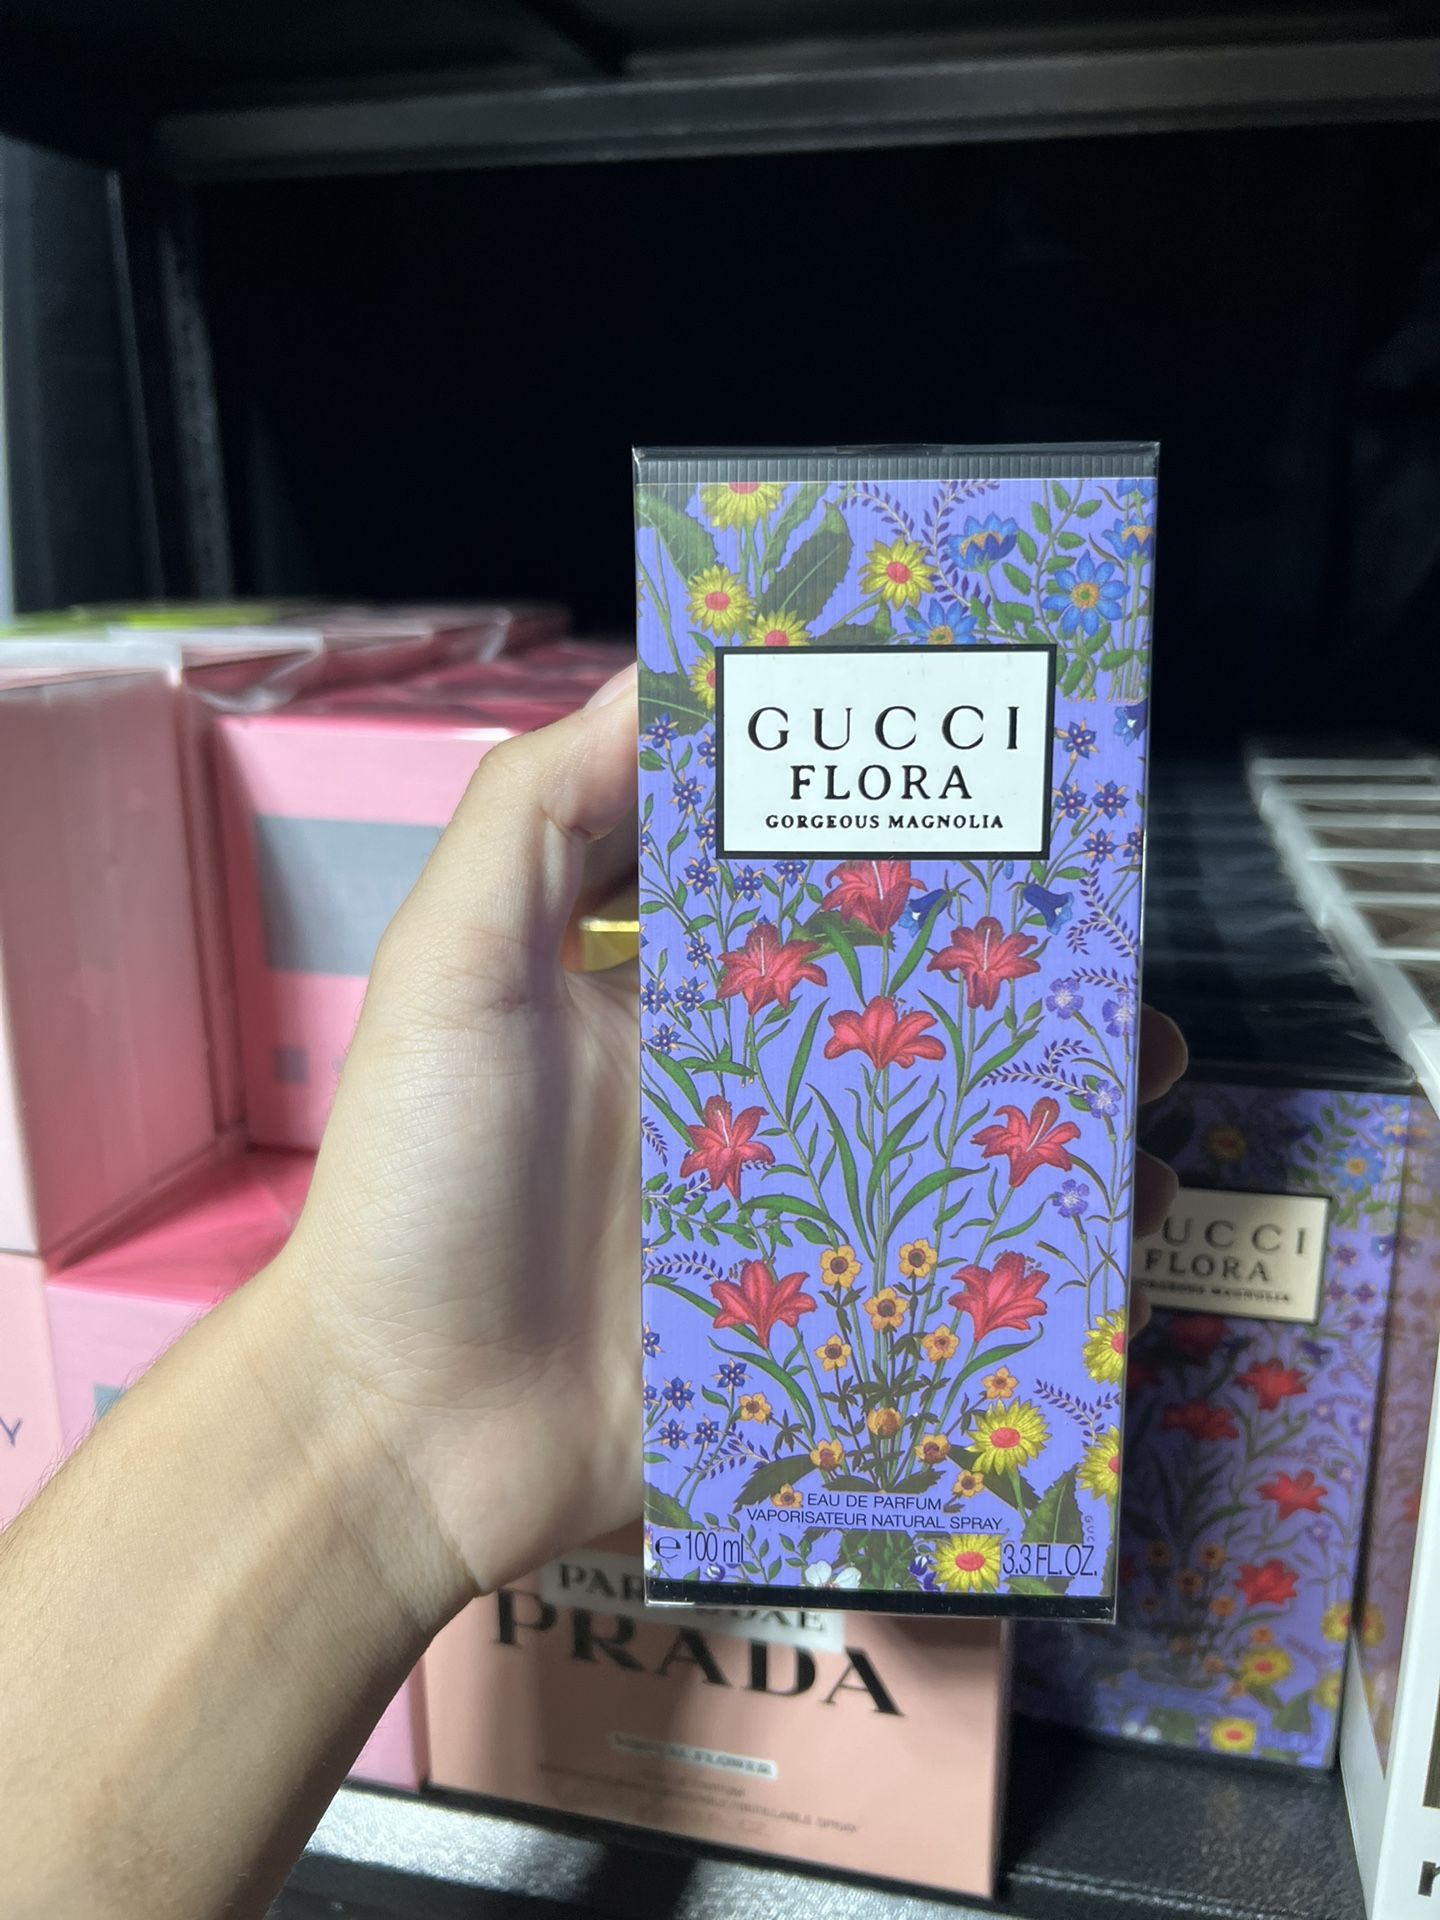 GUCCI
FLORA
GORGEOUS MAGNOLIA
EAU DE PARFUM
VAPORISATEUR NATURAL SPRAY
e 100 ml
3.3 FL.OZ.
UCCI
FLORA
MAGNOLIA
PRADA
Y